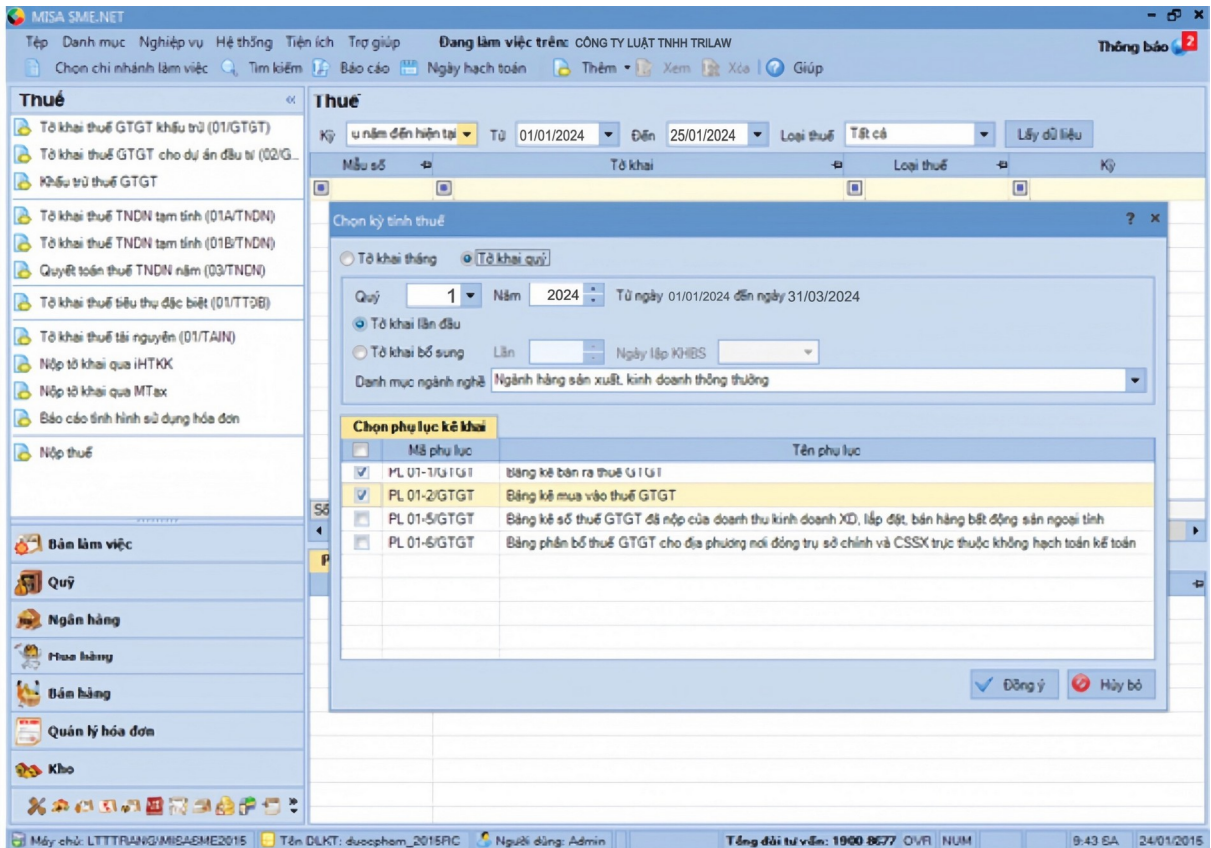 MISA SME.NET
Tệp Danh mục Nghiệp vụ Hệ thống Tiện ích Trợ giúp Đang làm việc trên: CÔNG TY LUẬT TNHH TRILAW Thông báo 2
Chọn chi nhánh làm việc Tìm kiếm Báo cáo Ngày hạch toán Thêm Xem Xóa Giúp
Thuế «
Tờ khai thuế GTGT khấu trừ (01/GTGT)
Tờ khai thuế GTGT cho dự án đầu tư (02/G...
Khấu trừ thuế GTGT
Tờ khai thuế TNDN tạm tính (01A/TNDN)
Tờ khai thuế TNDN tạm tính (01B/TNDN)
Quyết toán thuế TNDN năm (03/TNDN)
Tờ khai thuế tiêu thụ đặc biệt (01/TTĐB)
Tờ khai thuế tài nguyên (01/TAIN)
Nộp tờ khai qua iHTKK
Nộp tờ khai qua MTax
Báo cáo tình hình sử dụng hóa đơn
Nộp thuế
Bàn làm việc
Quỹ
Ngân hàng
Mua hàng
Bán hàng
Quản lý hóa đơn
Kho
Thuế
Kỳ u năm đến hiện tại Từ 01/01/2024 Đến 25/01/2024 Loại thuế Tất cả Lấy dữ liệu
Mẫu số Tờ khai Loại thuế Kỳ
Số
P
Chọn kỳ tính thuế ? ×
Tờ khai tháng Tờ khai quý
Quý 1 Năm 2024 Từ ngày 01/01/2024 đến ngày 31/03/2024
Tờ khai lần đầu
Tờ khai bổ sung Lần Ngày lập KHBS
Danh mục ngành nghề Ngành hàng sản xuất, kinh doanh thông thường
Chọn phụ lục kê khai
Mã phụ lục Tên phụ lục
PL 01-1/GTGT Bảng kê bán ra thuế GTGT
PL 01-2/GTGT Bảng kê mua vào thuế GTGT
PL 01-5/GTGT Bảng kê số thuế GTGT đã nộp của doanh thu kinh doanh XD, lắp đặt, bán hàng bất động sản ngoại tỉnh
PL 01-6/GTGT Bảng phân bổ thuế GTGT cho địa phương nơi đóng trụ sở chính và CSSX trực thuộc không hạch toán kế toán
Đồng ý Hủy bỏ
Máy chủ: LTTTRANG\MISASME2015 Tên DLKT: duocpham_2015RC Người dùng: Admin Tổng đài tư vấn: 1900 8677 OVR NUM 9:43 SA 24/01/2015